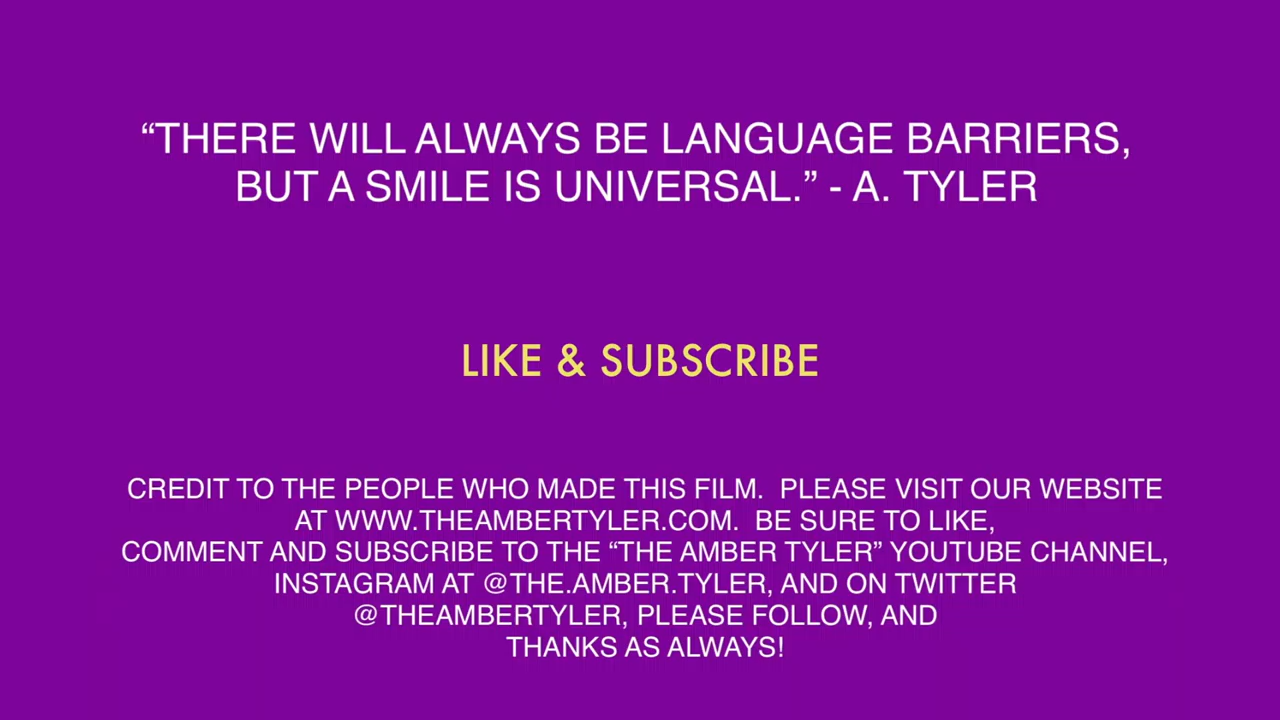 “THERE WILL ALWAYS BE LANGUAGE BARRIERS,
BUT A SMILE IS UNIVERSAL.” - A. TYLER
LIKE & SUBSCRIBE
CREDIT TO THE PEOPLE WHO MADE THIS FILM.  PLEASE VISIT OUR WEBSITE
AT WWW.THEAMBERTYLER.COM.  BE SURE TO LIKE,
COMMENT AND SUBSCRIBE TO THE “THE AMBER TYLER” YOUTUBE CHANNEL,
INSTAGRAM AT @THE.AMBER.TYLER, AND ON TWITTER
@THEAMBERTYLER, PLEASE FOLLOW, AND
THANKS AS ALWAYS!